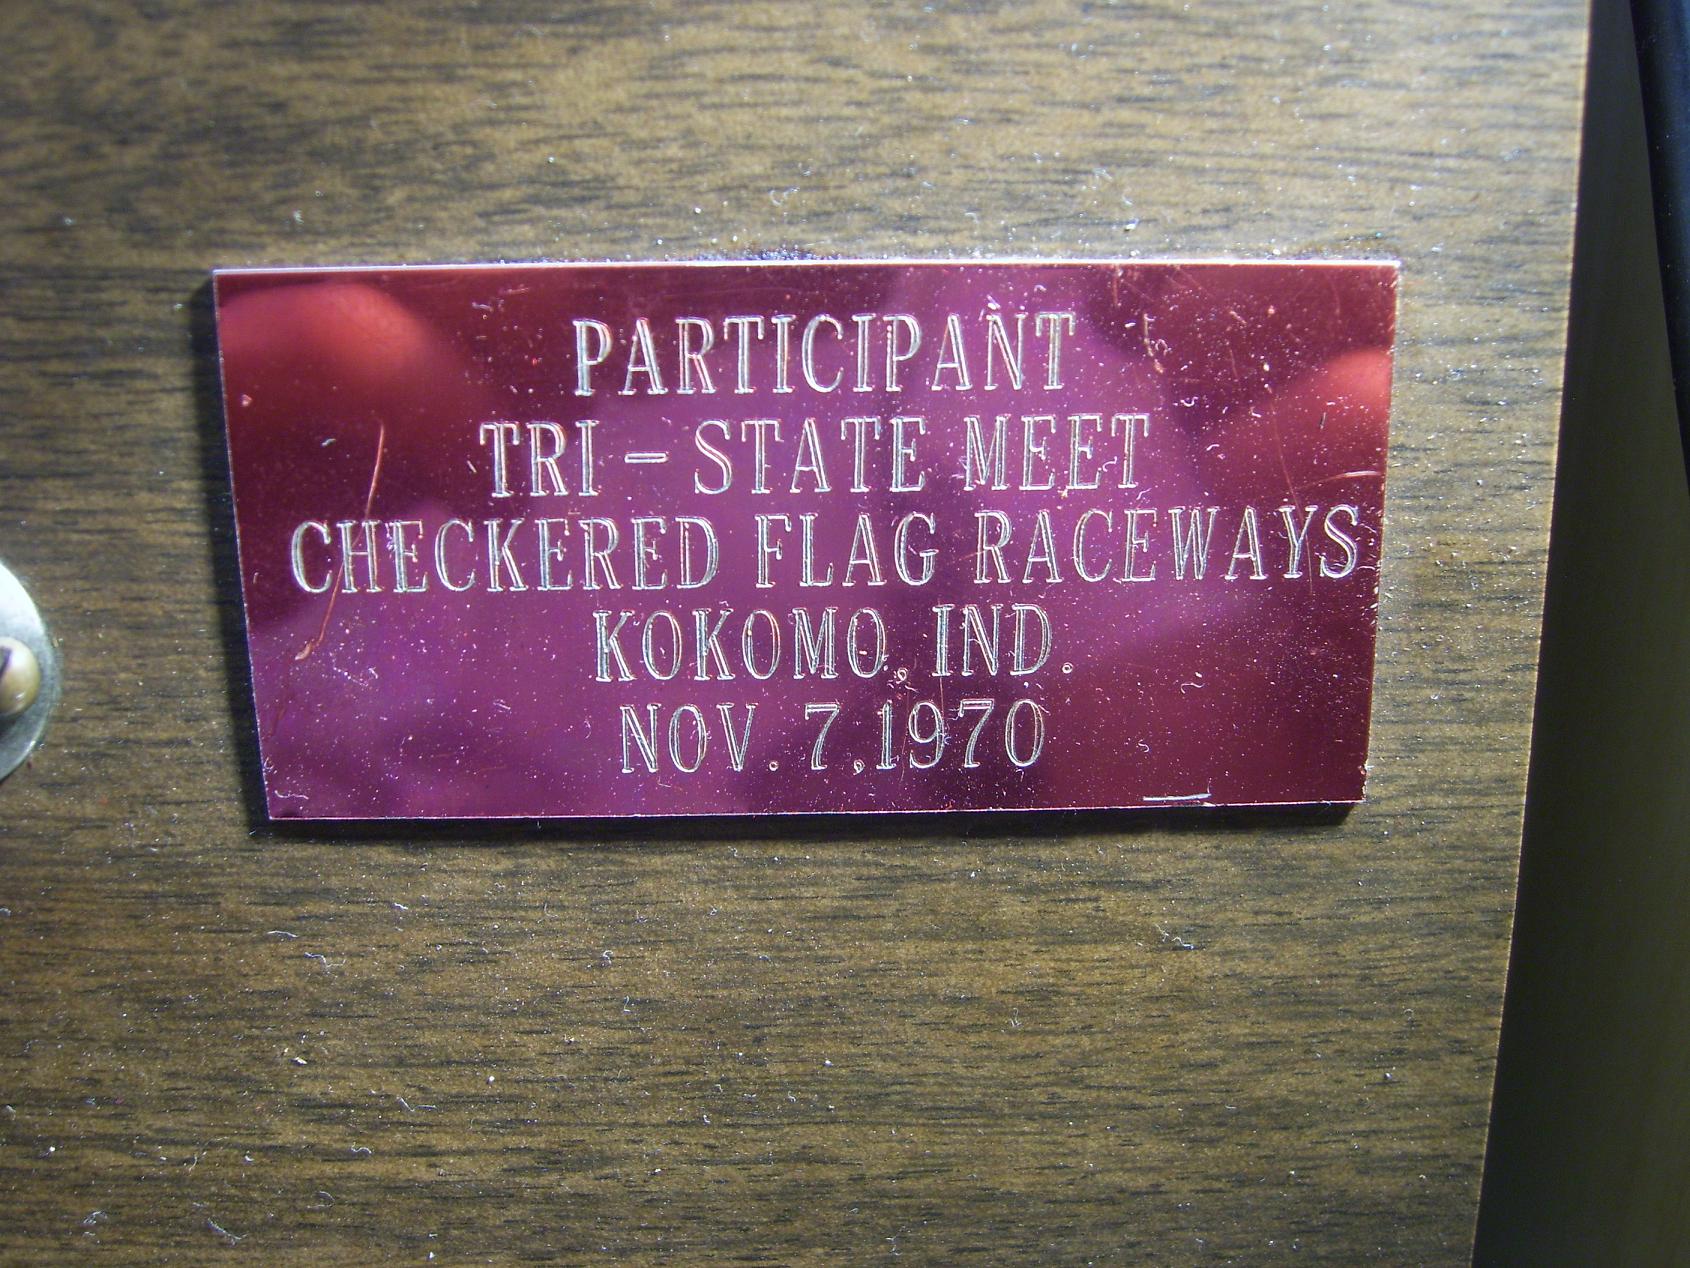 PARTICIPANT
TRI - STATE MEET
CHECKERED FLAG RACEWAYS
KOKOMO, IND.
NOV. 7, 1970